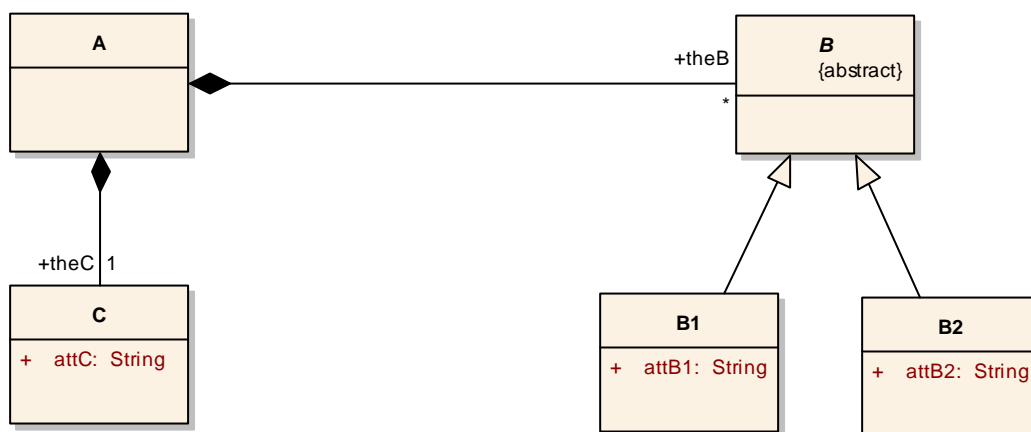 A
B
{abstract}
+theB
*
+theC 1
C
+ attC: String
B1
+ attB1: String
B2
+ attB2: String